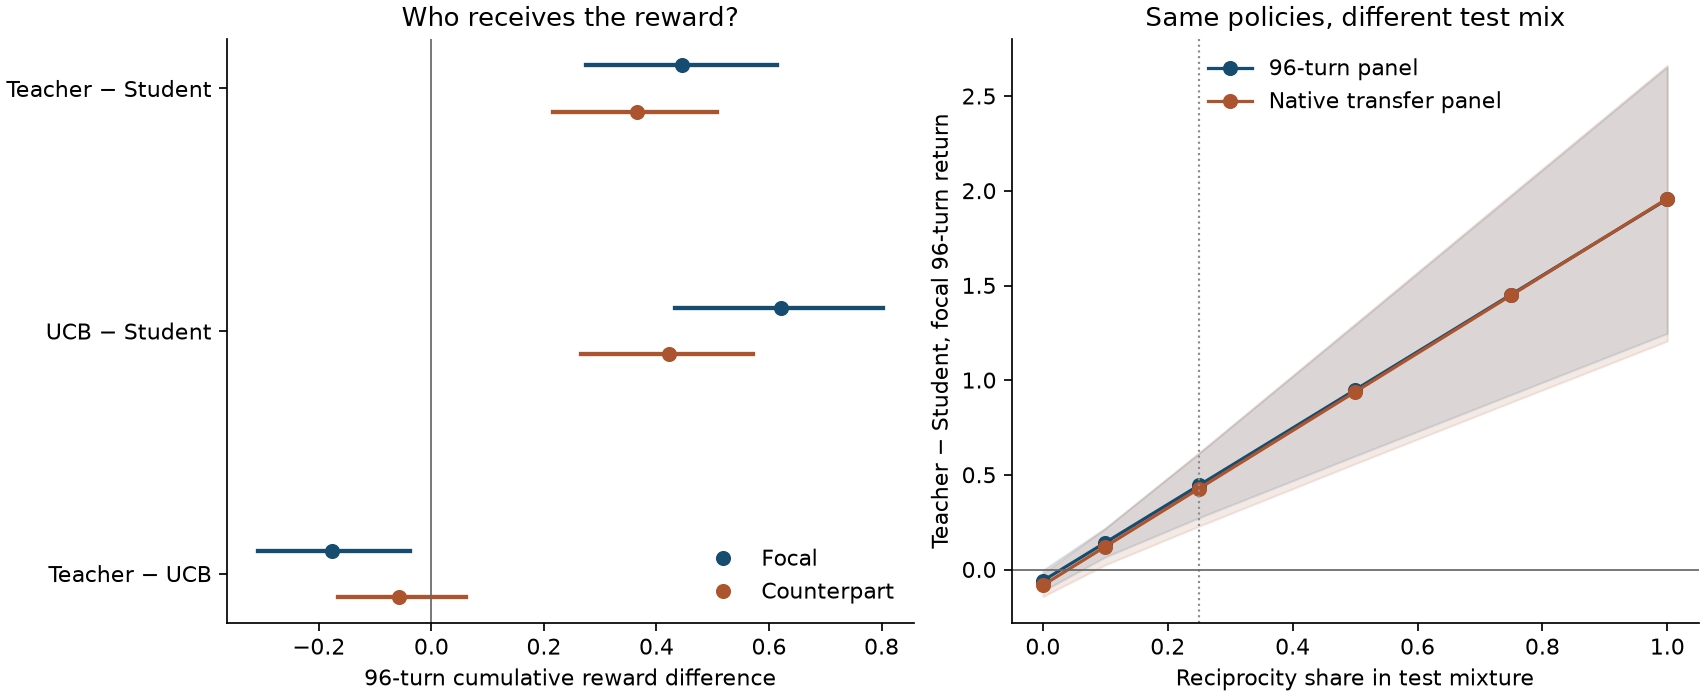 Who receives the reward?
Teacher − Student
UCB − Student
Teacher − UCB
Focal
Counterpart
−0.2
0.0
0.2
0.4
0.6
0.8
96-turn cumulative reward difference
Same policies, different test mix
96-turn panel
Native transfer panel
Teacher − Student, focal 96-turn return
2.5
2.0
1.5
1.0
0.5
0.0
0.0
0.2
0.4
0.6
0.8
1.0
Reciprocity share in test mixture